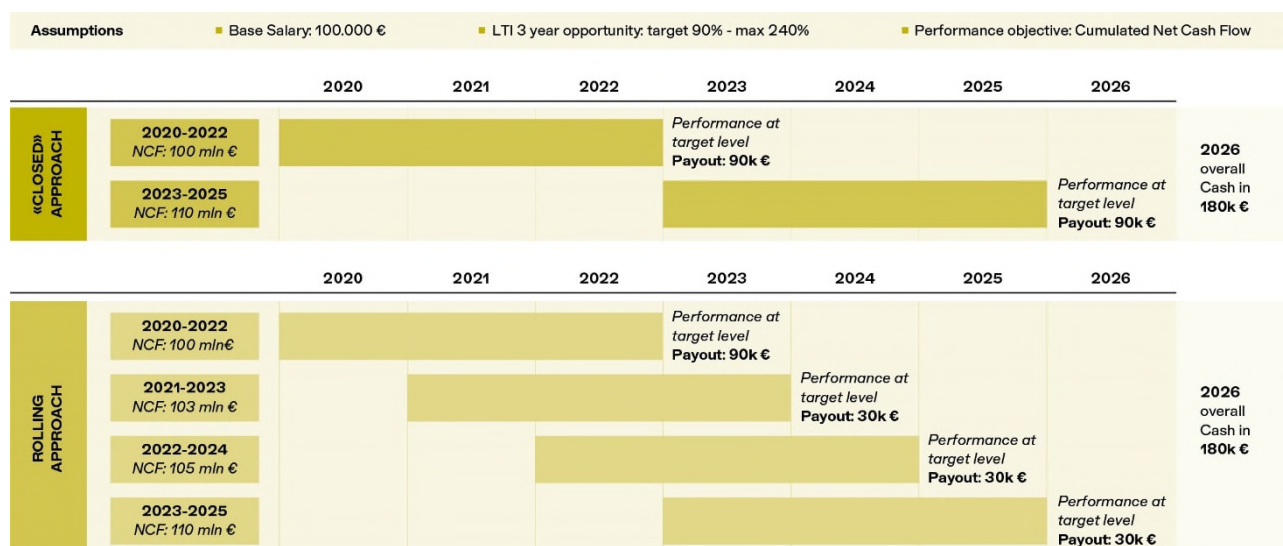 Assumptions
Base Salary: 100.000 €
LTI 3 year opportunity: target 90% - max 240%
Performance objective: Cumulated Net Cash Flow
2020 2021 2022 2023 2024 2025 2026
«CLOSED»
APPROACH
2020-2022
NCF: 100 mln €
Performance at
target level
Payout: 90k €
2023-2025
NCF: 110 mln €
Performance at
target level
Payout: 90k €
2026
overall
Cash in
180k €
2020 2021 2022 2023 2024 2025 2026
ROLLING
APPROACH
2020-2022
NCF: 100 mln€
Performance at
target level
Payout: 90k €
2021-2023
NCF: 103 mln €
Performance at
target level
Payout: 30k €
2022-2024
NCF: 105 mln €
Performance at
target level
Payout: 30k €
2023-2025
NCF: 110 mln €
Performance at
target level
Payout: 30k €
2026
overall
Cash in
180k €